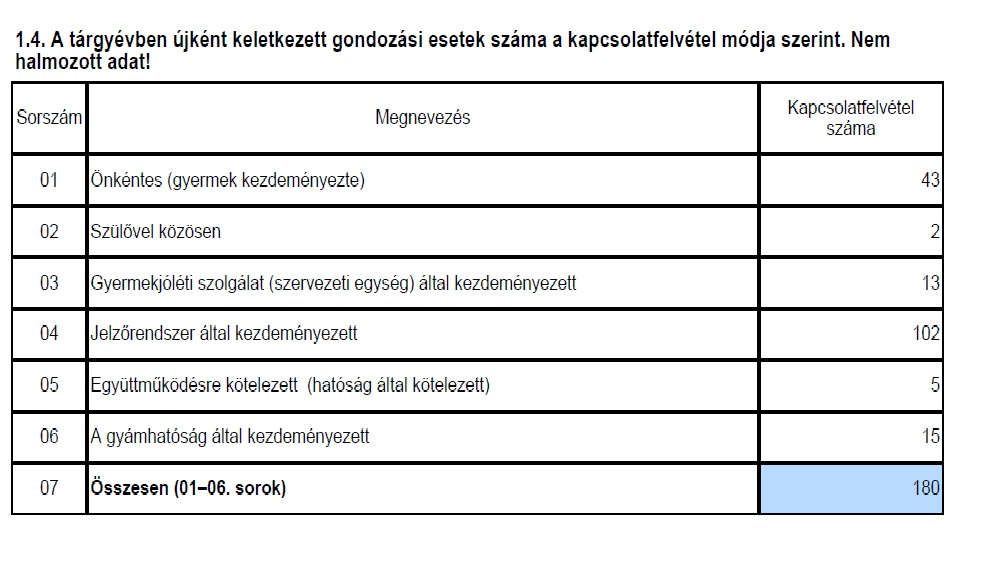 1.4. A tárgyévben újként keletkezett gondozási esetek száma a kapcsolatfelvétel módja szerint. Nem
halmozott adat!
Sorszám Megnevezés Kapcsolatfelvétel
száma
01 Önkéntes (gyermek kezdeményezte) 43
02 Szülővel közösen 2
03 Gyermekjóléti szolgálat (szervezeti egység) által kezdeményezett 13
04 Jelzőrendszer által kezdeményezett 102
05 Együttműködésre kötelezett (hatóság által kötelezett) 5
06 A gyámhatóság által kezdeményezett 15
07 Összesen (01–06. sorok) 180